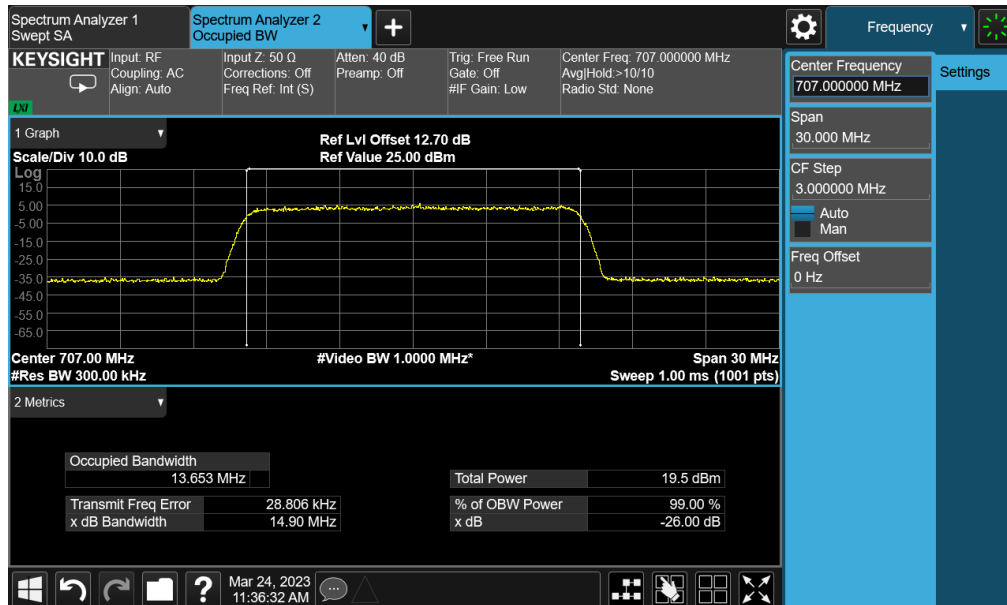 Spectrum Analyzer 1
Swept SA
Spectrum Analyzer 2
Occupied BW
Frequency
KEYSIGHT
LXI
Input: RF
Coupling: AC
Align: Auto
Input Z: 50 Ω
Corrections: Off
Freq Ref: Int (S)
Atten: 40 dB
Preamp: Off
Trig: Free Run
Gate: Off
#IF Gain: Low
Center Freq: 707.000000 MHz
Avg|Hold:>10/10
Radio Std: None
Center Frequency
707.000000 MHz
Settings
Span
30.000 MHz
CF Step
3.000000 MHz
Auto
Man
Freq Offset
0 Hz
1 Graph
Scale/Div 10.0 dB
Ref Lvl Offset 12.70 dB
Ref Value 25.00 dBm
Log
15.0
5.00
-5.00
-15.0
-25.0
-35.0
-45.0
-55.0
-65.0
Center 707.00 MHz
#Video BW 1.0000 MHz*
Span 30 MHz
#Res BW 300.00 kHz
Sweep 1.00 ms (1001 pts)
2 Metrics
Occupied Bandwidth
13.653 MHz
Total Power 19.5 dBm
Transmit Freq Error 28.806 kHz
% of OBW Power 99.00 %
x dB Bandwidth 14.90 MHz
x dB -26.00 dB
?
Mar 24, 2023
11:36:32 AM